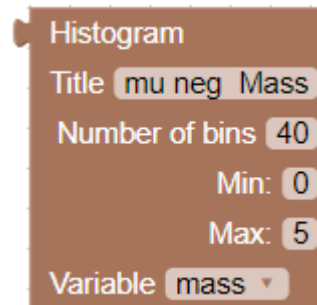 Histogram
Title mu neg Mass
Number of bins 40
Min: 0
Max: 5
Variable mass